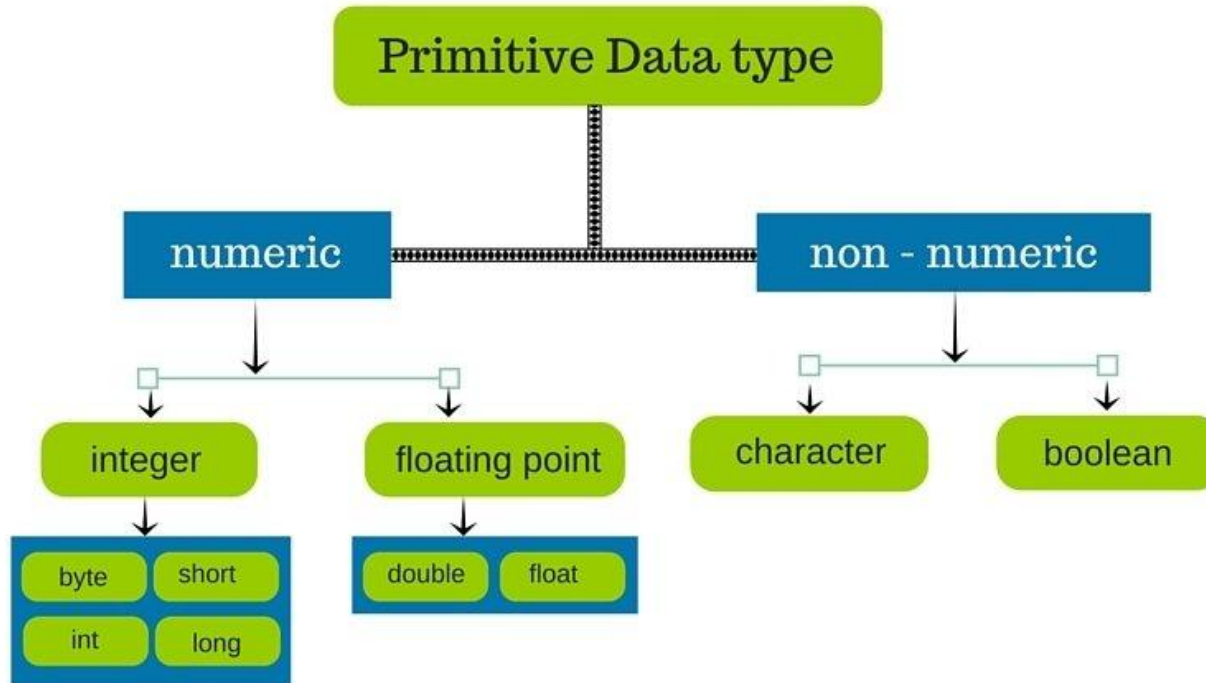 Primitive Data type
numeric
non - numeric
integer
floating point
character
boolean
byte
short
int
long
double
float